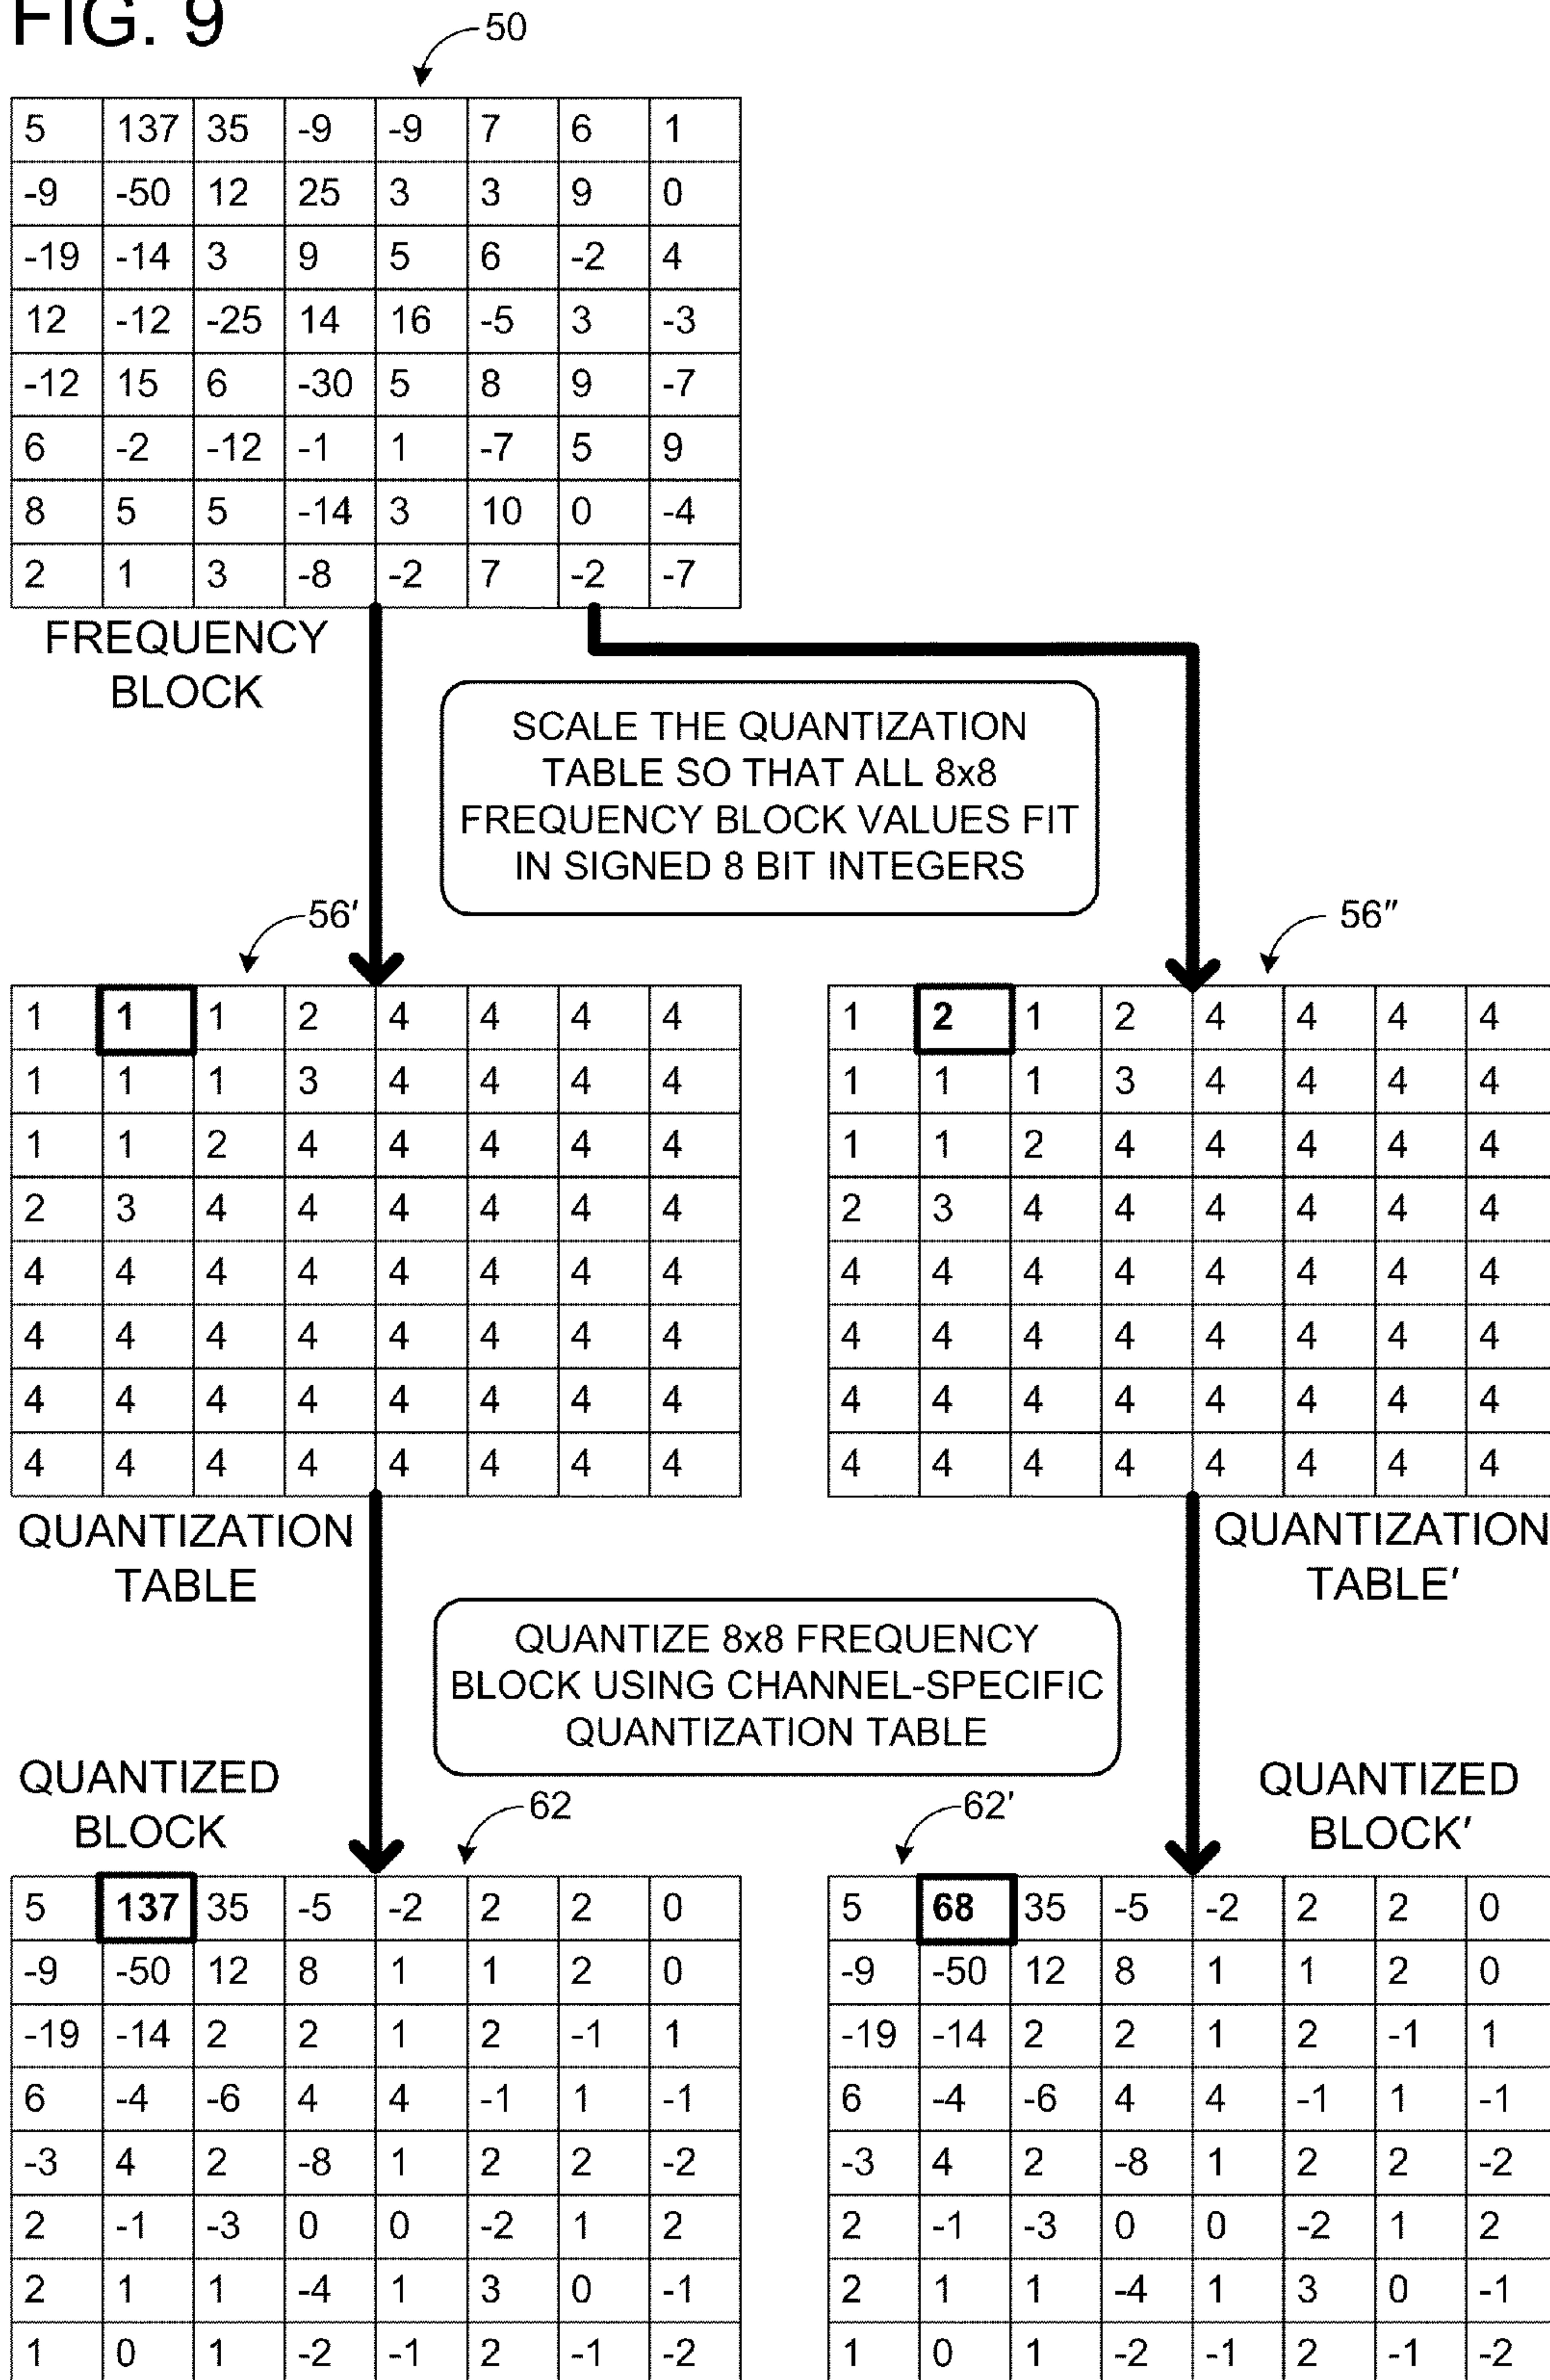 FIG. 9
50
5 137 35 -9 -9 7 6 1
-9 -50 12 25 3 3 9 0
-19 -14 3 9 5 6 -2 4
12 -12 -25 14 16 -5 3 -3
-12 15 6 -30 5 8 9 -7
6 -2 -12 -1 1 -7 5 9
8 5 5 -14 3 10 0 -4
2 1 3 -8 -2 7 -2 -7
FREQUENCY
BLOCK
SCALE THE QUANTIZATION
TABLE SO THAT ALL 8x8
FREQUENCY BLOCK VALUES FIT
IN SIGNED 8 BIT INTEGERS
56′
1 1 1 2 4 4 4 4
1 1 1 3 4 4 4 4
1 1 2 4 4 4 4 4
2 3 4 4 4 4 4 4
4 4 4 4 4 4 4 4
4 4 4 4 4 4 4 4
4 4 4 4 4 4 4 4
4 4 4 4 4 4 4 4
QUANTIZATION
TABLE
56″
1 2 1 2 4 4 4 4
1 1 1 3 4 4 4 4
1 1 2 4 4 4 4 4
2 3 4 4 4 4 4 4
4 4 4 4 4 4 4 4
4 4 4 4 4 4 4 4
4 4 4 4 4 4 4 4
4 4 4 4 4 4 4 4
QUANTIZATION
TABLE′
QUANTIZE 8x8 FREQUENCY
BLOCK USING CHANNEL-SPECIFIC
QUANTIZATION TABLE
QUANTIZED
BLOCK
62
5 137 35 -5 -2 2 2 0
-9 -50 12 8 1 1 2 0
-19 -14 2 2 1 2 -1 1
6 -4 -6 4 4 -1 1 -1
-3 4 2 -8 1 2 2 -2
2 -1 -3 0 0 -2 1 2
2 1 1 -4 1 3 0 -1
1 0 1 -2 -1 2 -1 -2
62′
QUANTIZED
BLOCK′
5 68 35 -5 -2 2 2 0
-9 -50 12 8 1 1 2 0
-19 -14 2 2 1 2 -1 1
6 -4 -6 4 4 -1 1 -1
-3 4 2 -8 1 2 2 -2
2 -1 -3 0 0 -2 1 2
2 1 1 -4 1 3 0 -1
1 0 1 -2 -1 2 -1 -2